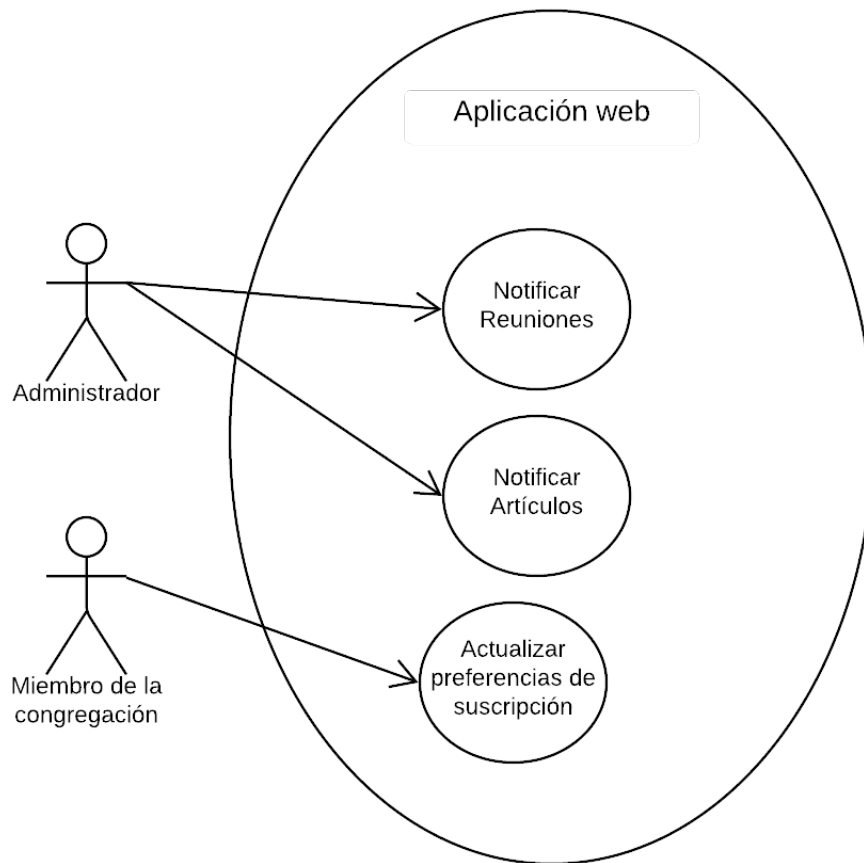 Aplicación web
Notificar
Reuniones
Administrador
Notificar
Artículos
Actualizar
preferencias de
suscripción
Miembro de la
congregación